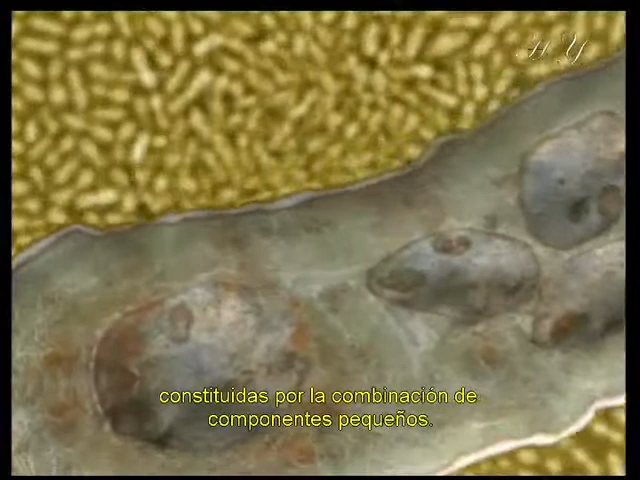 H Y
constituidas por la combinación de
componentes pequeños.